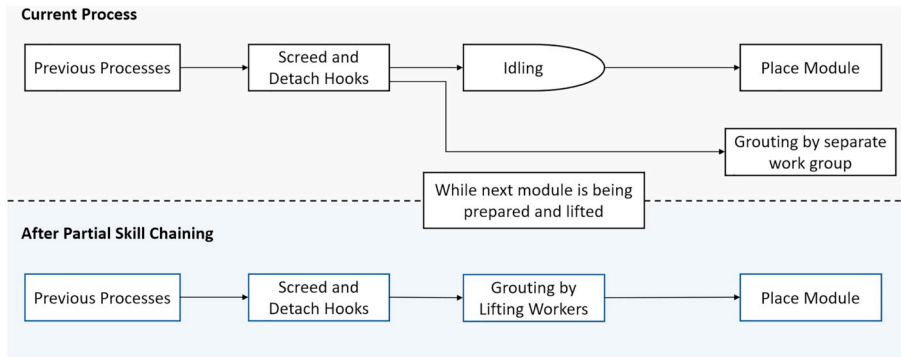 Current Process
Previous Processes
Screed and
Detach Hooks
Idling
Place Module
Grouting by separate
work group
While next module is being
prepared and lifted
After Partial Skill Chaining
Previous Processes
Screed and
Detach Hooks
Grouting by
Lifting Workers
Place Module